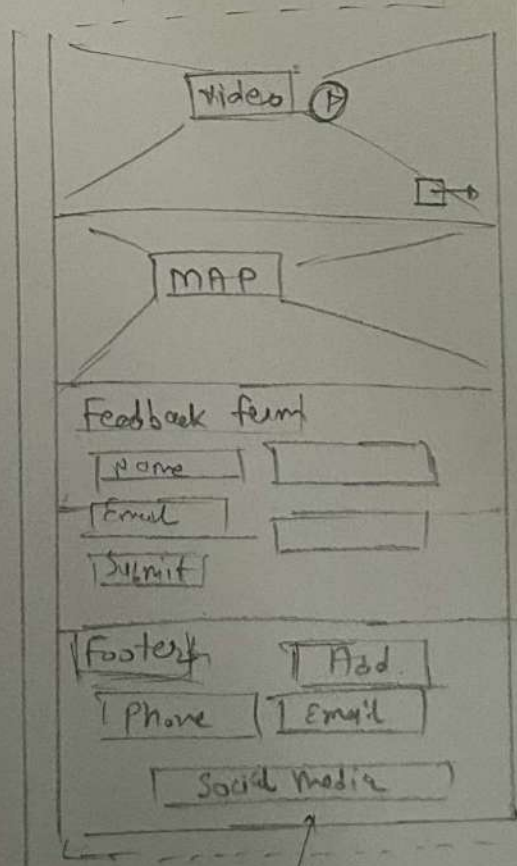 Video
MAP
Feedback form
Name
Email
Submit
Footer
Add.
Phone
Email
Social Media